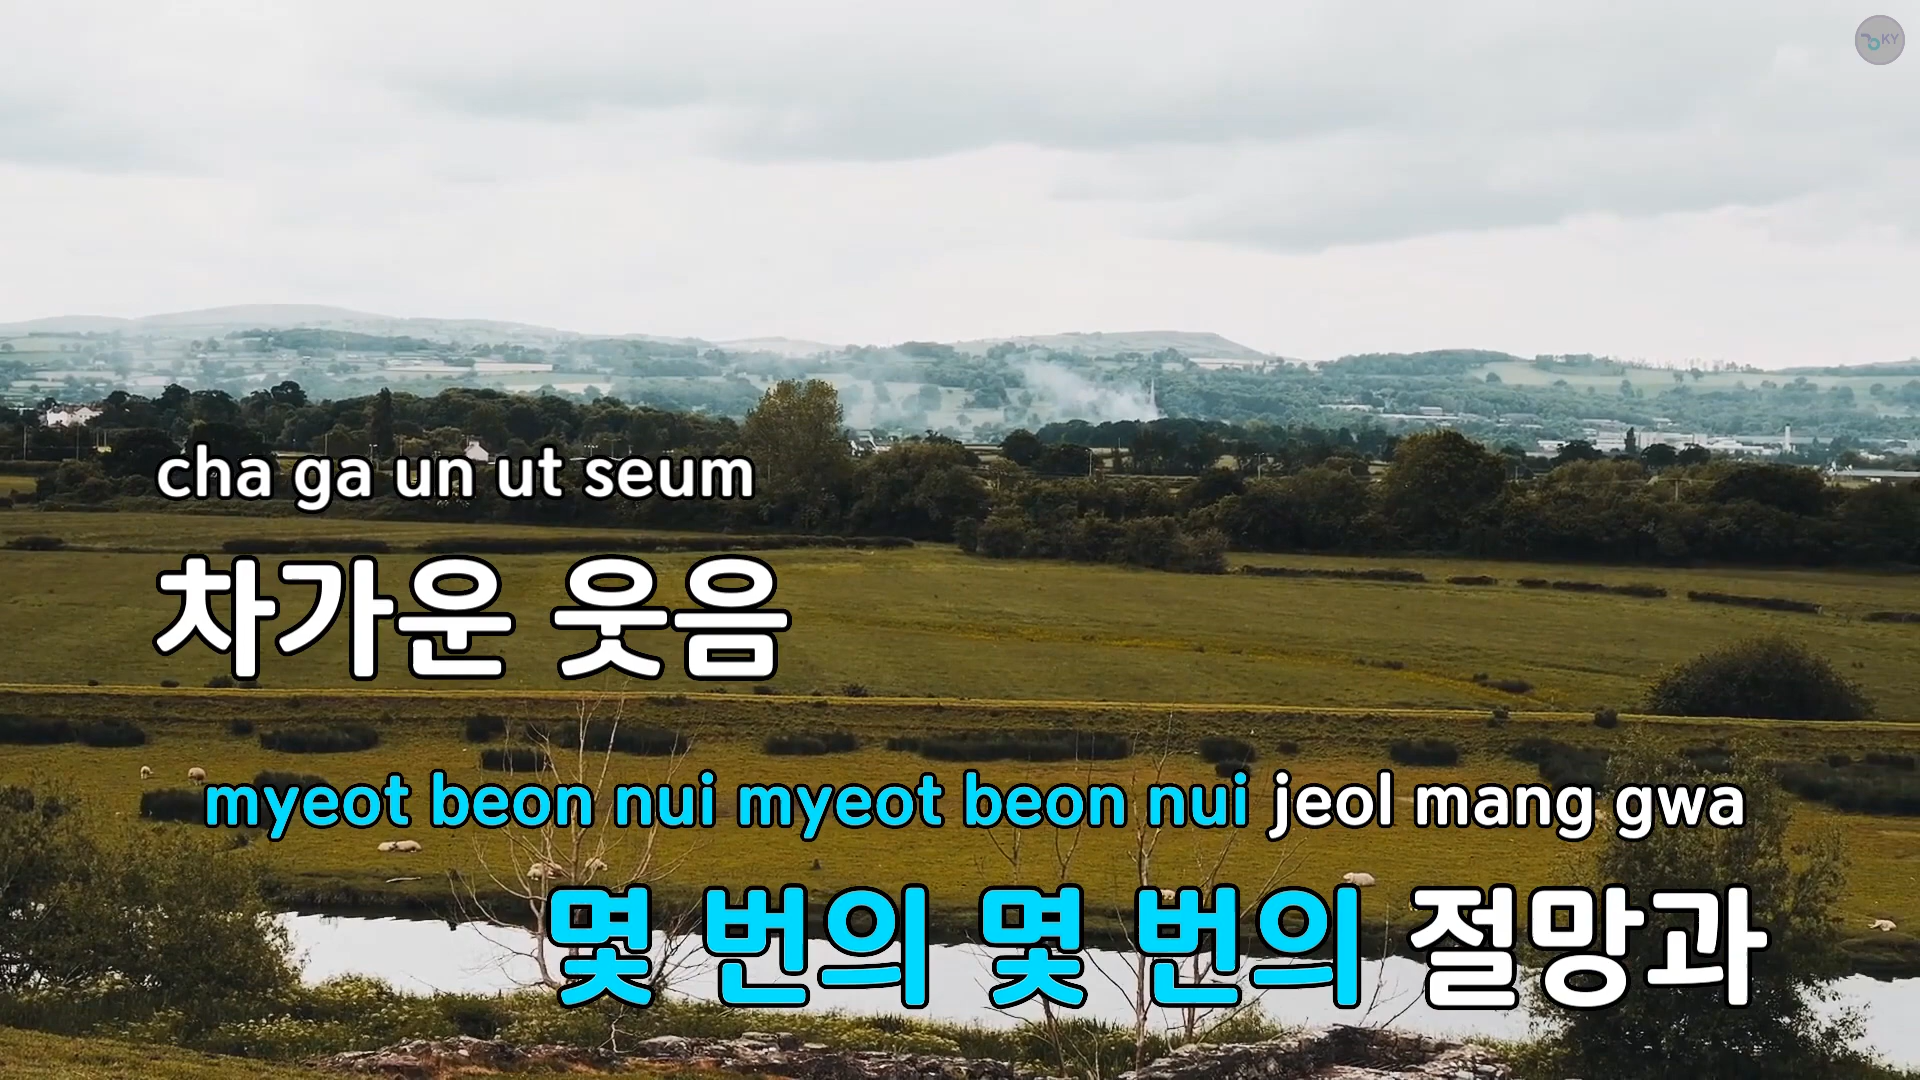 KY
cha ga un ut seum
차가운 웃음
myeot beon nui myeot beon nui jeol mang gwa
몇 번의 몇 번의 절망과